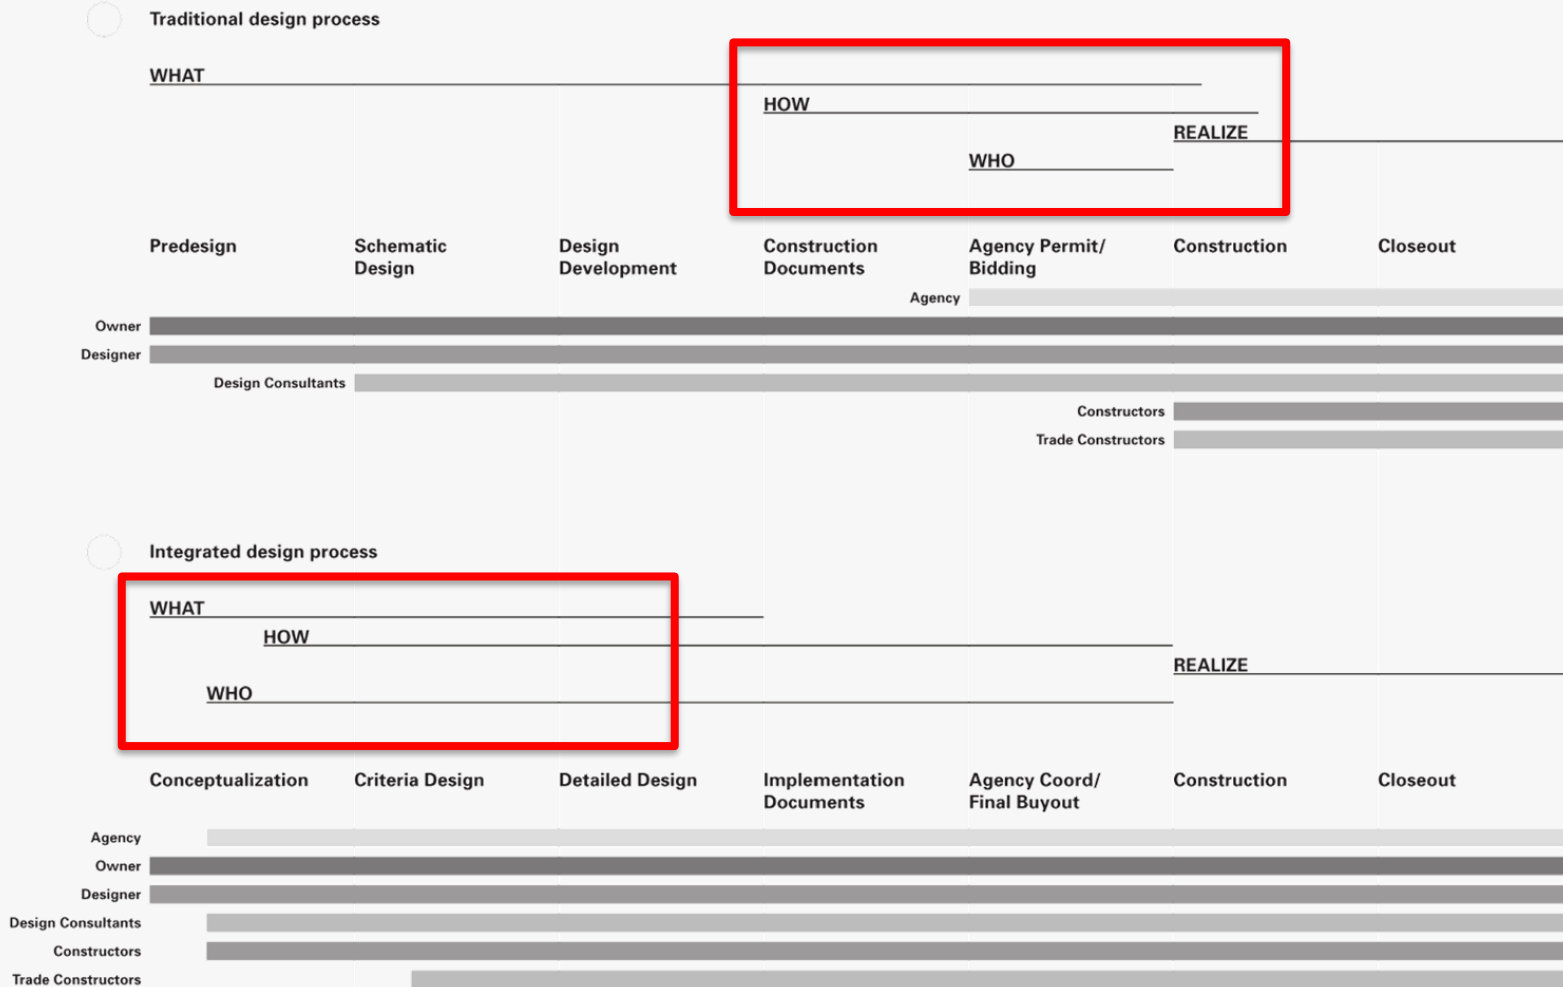 Traditional design process
WHAT
HOW
REALIZE
WHO
Predesign
Schematic
Design
Design
Development
Construction
Documents
Agency Permit/
Bidding
Construction
Closeout
Agency
Owner
Designer
Design Consultants
Constructors
Trade Constructors
Integrated design process
WHAT
HOW
REALIZE
WHO
Conceptualization
Criteria Design
Detailed Design
Implementation
Documents
Agency Coord/
Final Buyout
Construction
Closeout
Agency
Owner
Designer
Design Consultants
Constructors
Trade Constructors